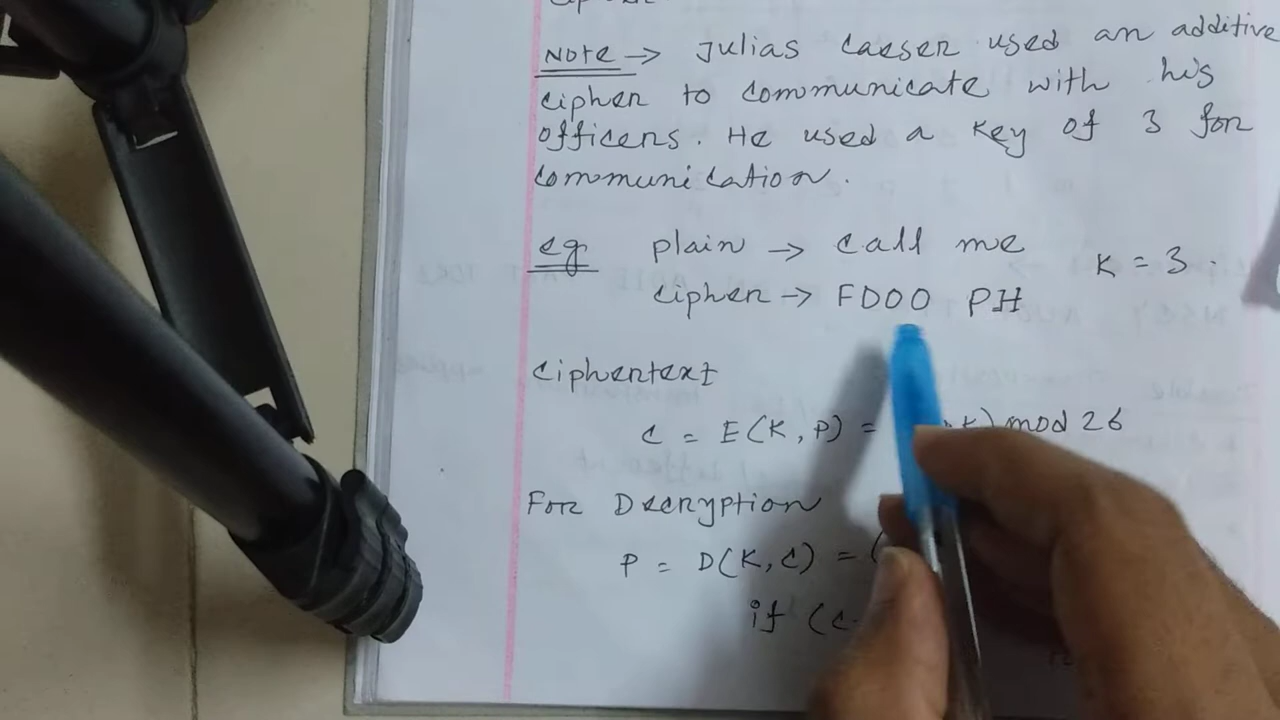 Note → Julias Caeser used an additive
cipher to communicate with his
officers. He used a key of 3 for
communication.
eg plain → call me K = 3.
cipher → FDOO PH
Ciphertext
C = E(K, P) = K) mod 26
For Decryption
P = D(K, C) = (
if (C